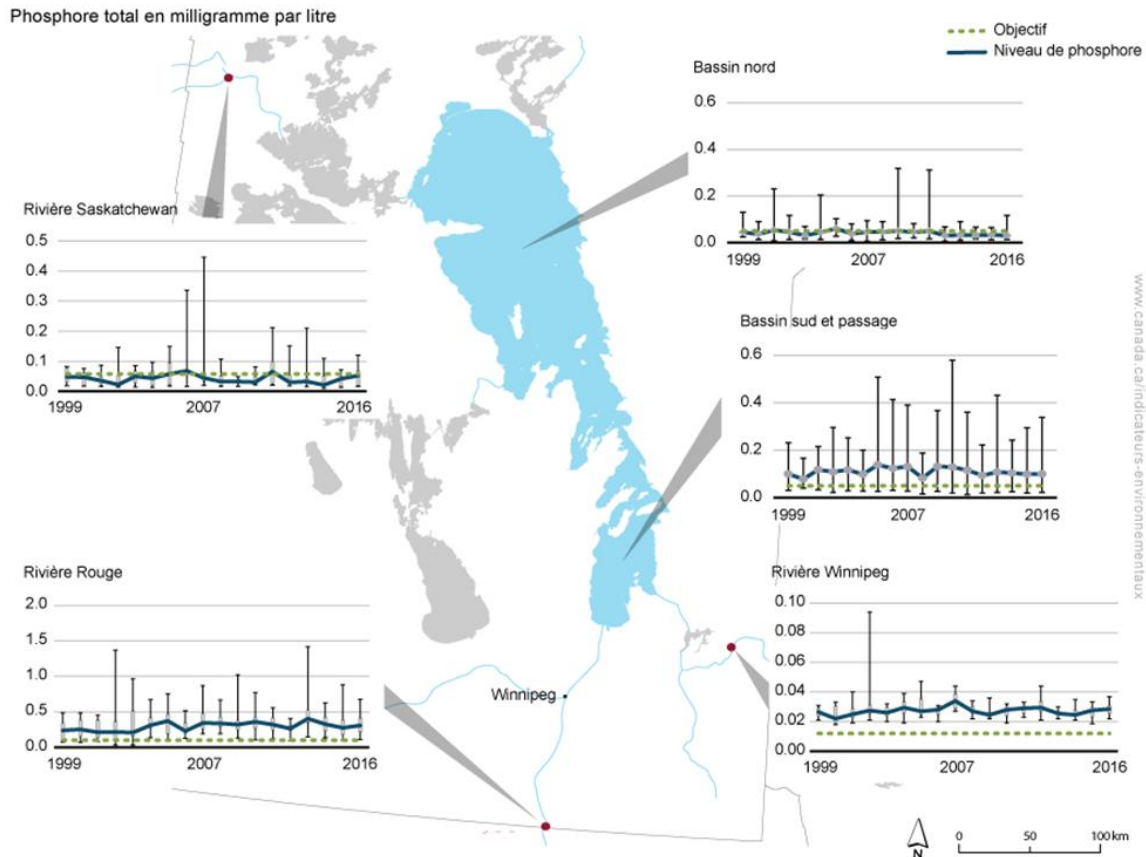 Phosphore total en milligramme par litre
Objectif
Niveau de phosphore
Bassin nord
0.6
0.4
0.2
0.0
1999 2007 2016
Rivière Saskatchewan
0.5
0.4
0.3
0.2
0.1
0.0
1999 2007 2016
Bassin sud et passage
0.6
0.4
0.2
0.0
1999 2007 2016
Rivière Rouge
2.0
1.5
1.0
0.5
0.0
1999 2007 2016
Winnipeg
Rivière Winnipeg
0.10
0.08
0.06
0.04
0.02
0.00
1999 2007 2016
N
0 50 100 km
www.canada.ca/indicateurs-environnementaux